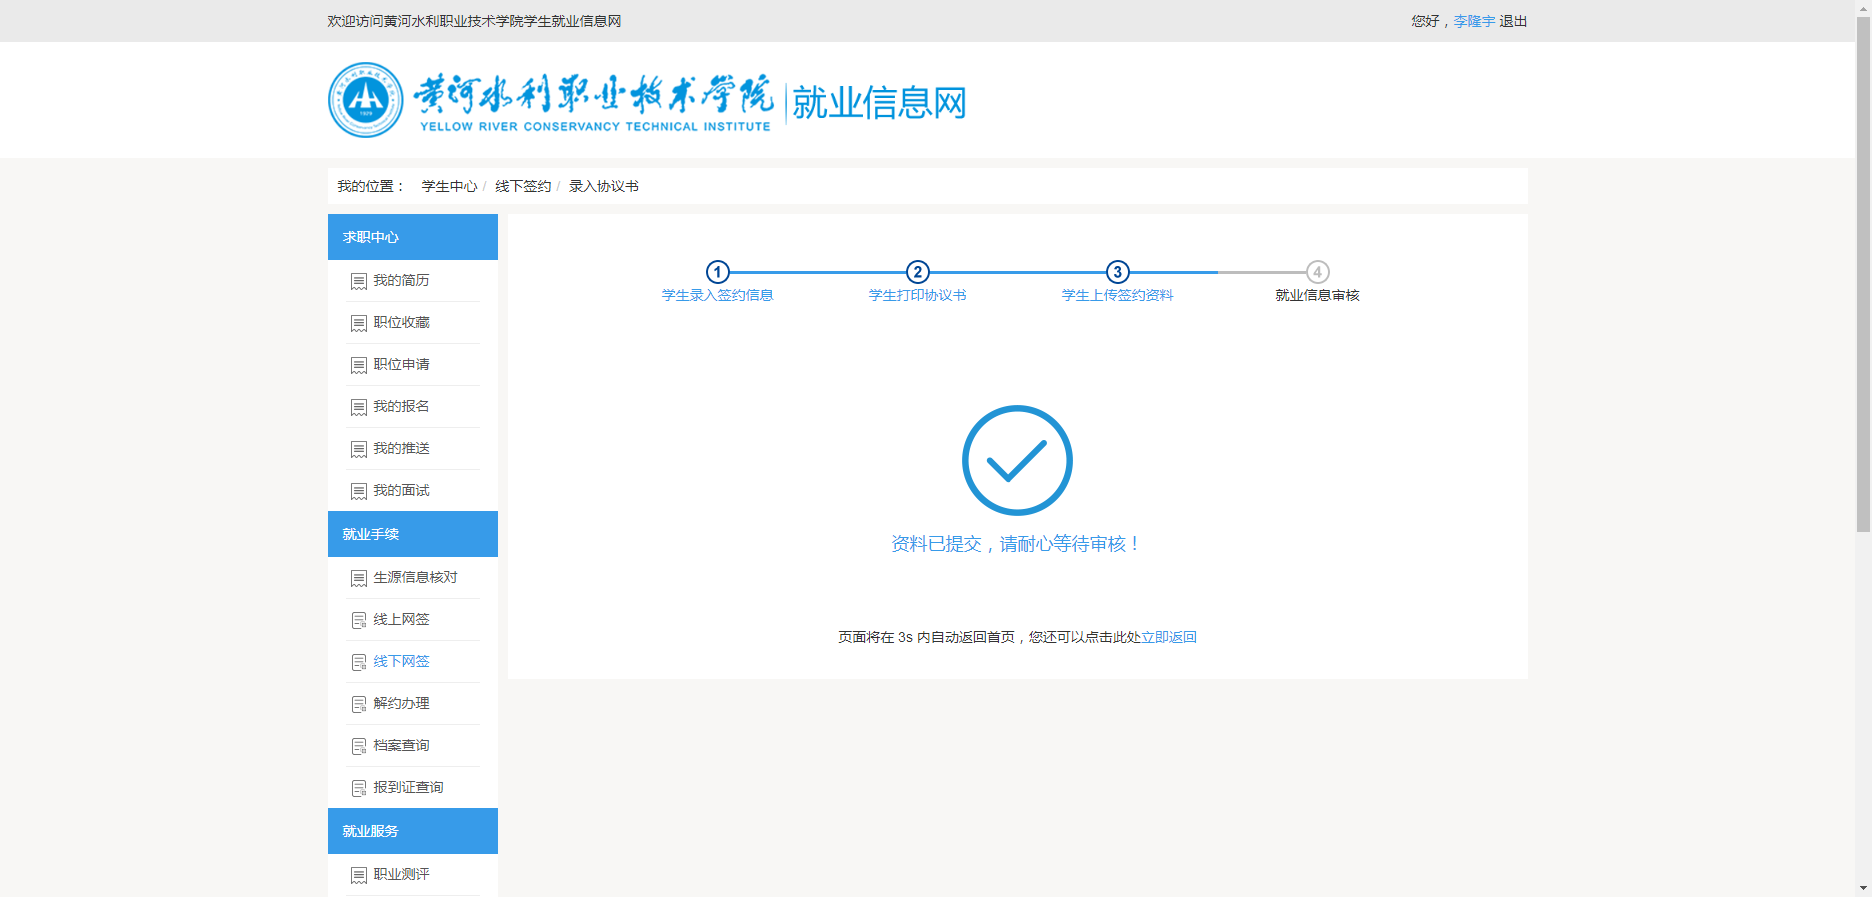 欢迎访问黄河水利职业技术学院学生就业信息网
您好，李隆宇 退出
黄河水利职业技术学院
YELLOW RIVER CONSERVANCY TECHNICAL INSTITUTE
就业信息网
我的位置： 学生中心 / 线下签约 / 录入协议书
求职中心
我的简历
职位收藏
职位申请
我的报名
我的推送
我的面试
就业手续
生源信息核对
线上网签
线下网签
解约办理
档案查询
报到证查询
就业服务
职业测评
1 2 3 4
学生录入签约信息 学生打印协议书 学生上传签约资料 就业信息审核
资料已提交，请耐心等待审核！
页面将在 3s 内自动返回首页，您还可以点击此处立即返回